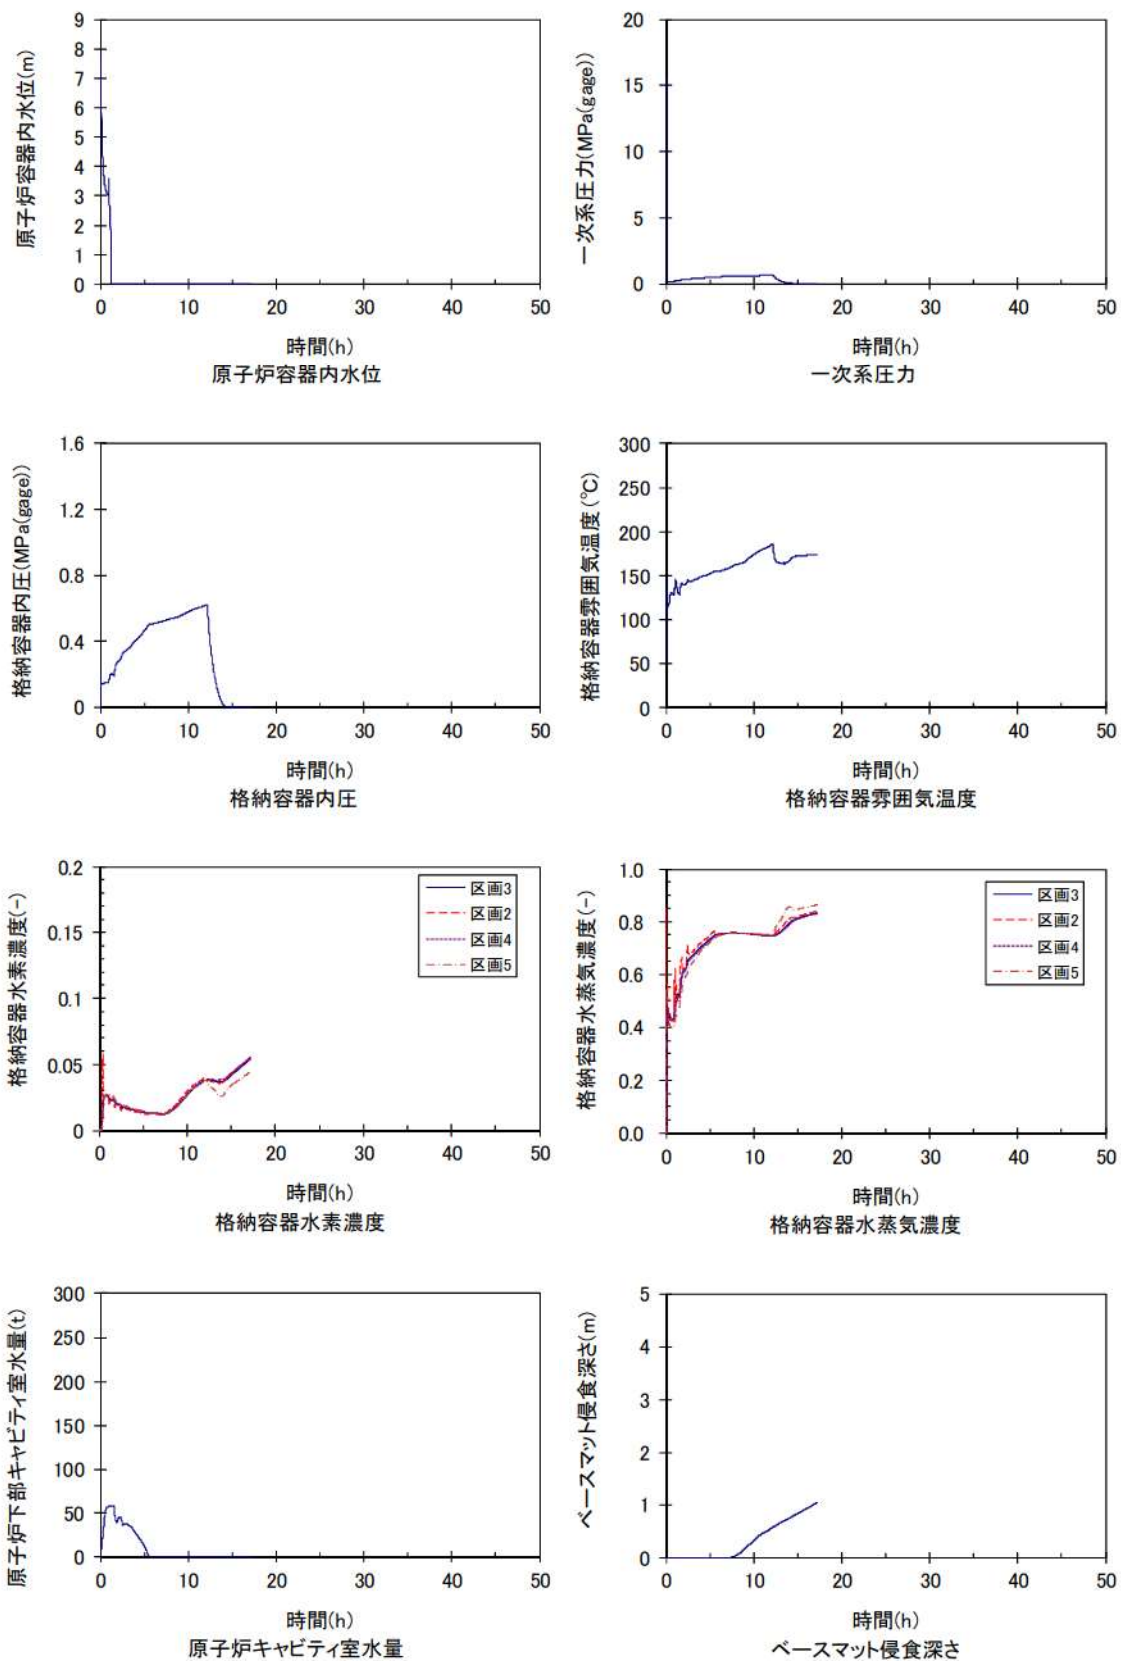 原子炉容器内水位(m)
9
8
7
6
5
4
3
2
1
0
0 10 20 30 40 50
時間(h)
原子炉容器内水位
一次系圧力(MPa(gage))
20
15
10
5
0
0 10 20 30 40 50
時間(h)
一次系圧力
格納容器内圧(MPa(gage))
1.6
1.2
0.8
0.4
0
0 10 20 30 40 50
時間(h)
格納容器内圧
格納容器雰囲気温度(℃)
300
250
200
150
100
50
0
0 10 20 30 40 50
時間(h)
格納容器雰囲気温度
格納容器水素濃度(-)
0.2
0.15
0.1
0.05
0
区画3
区画2
区画4
区画5
0 10 20 30 40 50
時間(h)
格納容器水素濃度
格納容器水蒸気濃度(-)
1.0
0.8
0.6
0.4
0.2
0.0
区画3
区画2
区画4
区画5
0 10 20 30 40 50
時間(h)
格納容器水蒸気濃度
原子炉下部キャビティ室水量(t)
300
250
200
150
100
50
0
0 10 20 30 40 50
時間(h)
原子炉キャビティ室水量
ベースマット侵食深さ(m)
5
4
3
2
1
0
0 10 20 30 40 50
時間(h)
ベースマット侵食深さ